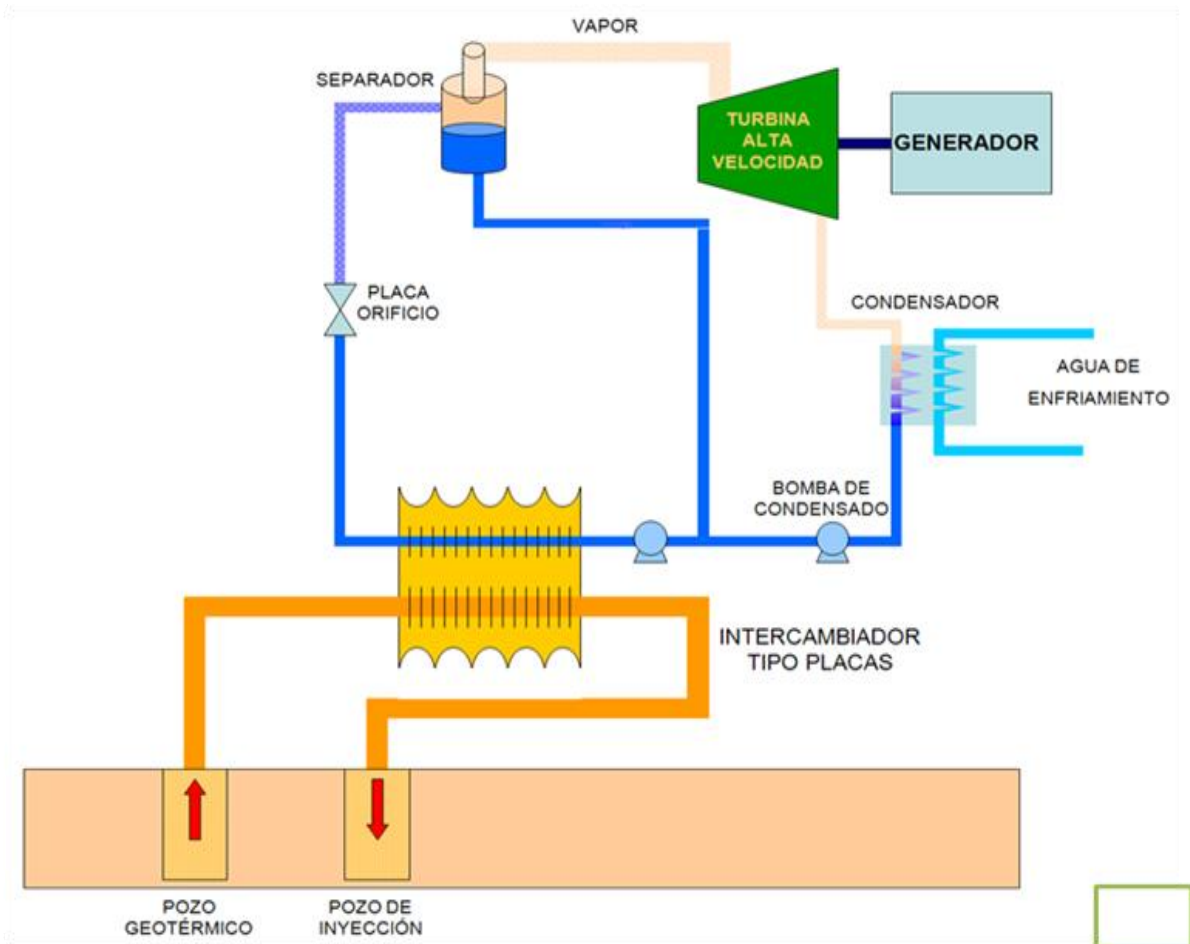 VAPOR
SEPARADOR
TURBINA
ALTA
VELOCIDAD
GENERADOR
PLACA
ORIFICIO
CONDENSADOR
AGUA DE
ENFRIAMIENTO
BOMBA DE
CONDENSADO
INTERCAMBIADOR
TIPO PLACAS
POZO
GEOTÉRMICO
POZO DE
INYECCIÓN